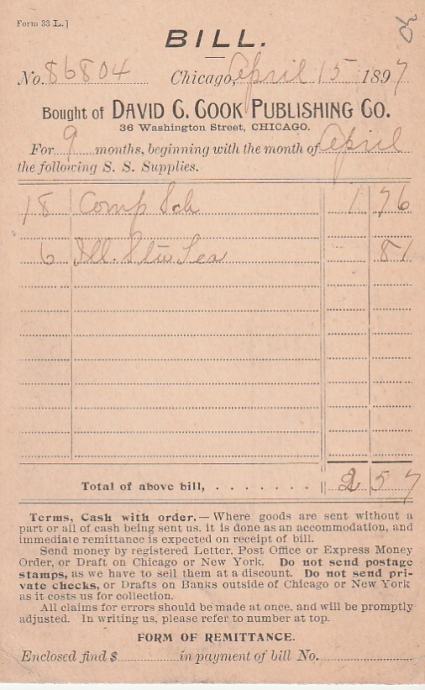 Form 33 L.]
BILL.
No. 86804 Chicago, April 15 1897
Bought of DAVID C. COOK PUBLISHING CO.
36 Washington Street, CHICAGO.
For 9 months, beginning with the month of April
the following S. S. Supplies.
18 Comp Sch 1 76
6 Ill. 81
Total of above bill, . . . . . . . 2 57
Terms, Cash with order.—Where goods are sent without a
part or all of cash being sent us, it is done as an accommodation, and
immediate remittance is expected on receipt of bill.
Send money by registered Letter, Post Office or Express Money
Order, or Draft on Chicago or New York. Do not send postage
stamps, as we have to sell them at a discount. Do not send pri-
vate checks, or Drafts on Banks outside of Chicago or New York
as it costs us for collection.
All claims for errors should be made at once, and will be promptly
adjusted. In writing us, please refer to number at top.
FORM OF REMITTANCE.
Enclosed find $ in payment of bill No.